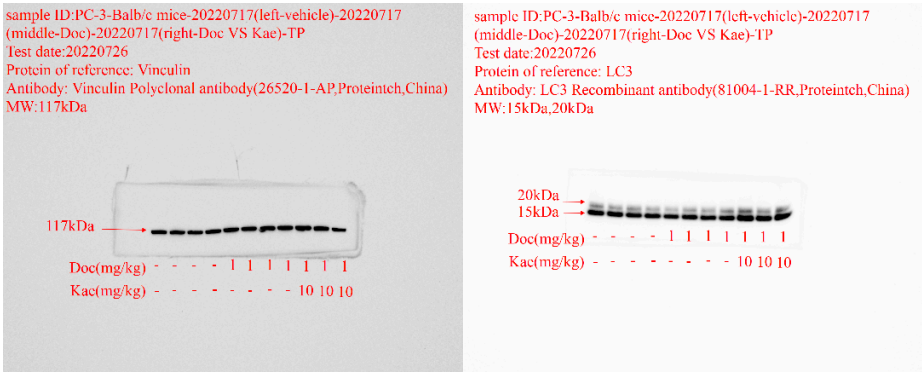 sample ID:PC-3-Balb/c mice-20220717(left-vehicle)-20220717
(middle-Doc)-20220717(right-Doc VS Kae)-TP
Test date:20220726
Protein of reference: Vinculin
Antibody: Vinculin Polyclonal antibody(26520-1-AP,Proteintch,China)
MW:117kDa
117kDa
Doc(mg/kg) - - - - 1 1 1 1 1 1 1
Kac(mg/kg) - - - - - - - - 10 10 10
sample ID:PC-3-Balb/c mice-20220717(left-vehicle)-20220717
(middle-Doc)-20220717(right-Doc VS Kae)-TP
Test date:20220726
Protein of reference: LC3
Antibody: LC3 Recombinant antibody(81004-1-RR,Proteintch,China)
MW:15kDa,20kDa
20kDa
15kDa
Doc(mg/kg) - - - - 1 1 1 1 1 1 1
Kac(mg/kg) - - - - - - - - 10 10 10